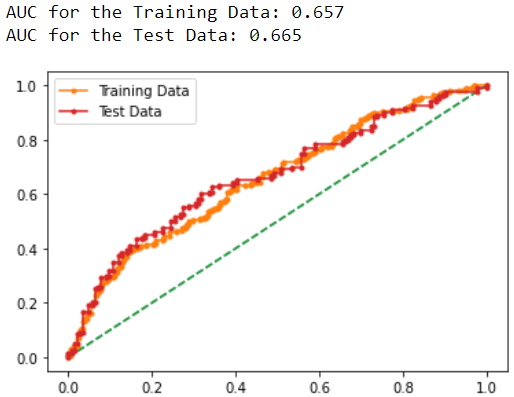 AUC for the Training Data: 0.657
AUC for the Test Data: 0.665
1.0
Training Data
Test Data
0.8
0.6
0.4
0.2
0.0
0.0 0.2 0.4 0.6 0.8 1.0